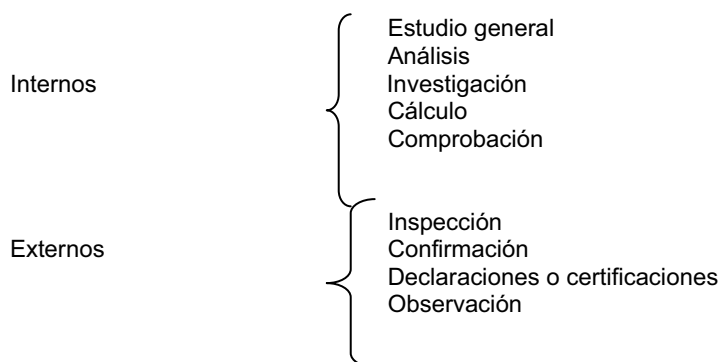 Estudio general
Análisis
Internos Investigación
Cálculo
Comprobación
Inspección
Externos Confirmación
Declaraciones o certificaciones
Observación